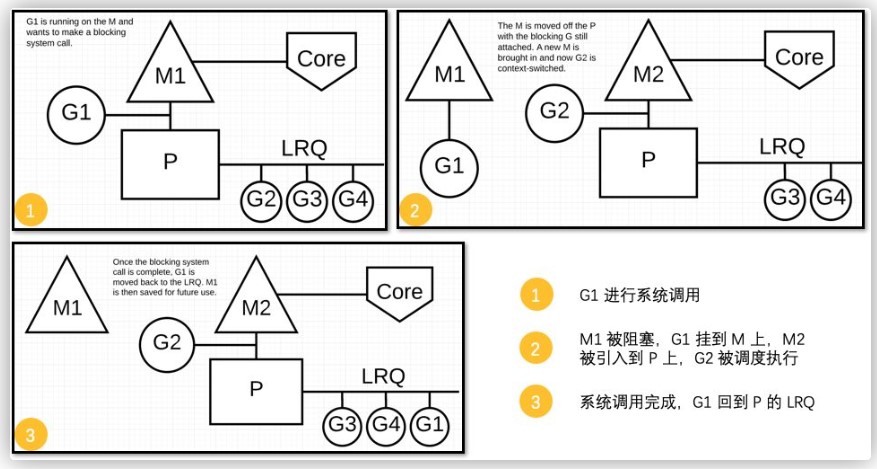 G1 is running on the M and
wants to make a blocking
system call.
M1
Core
G1
P
LRQ
G2 G3 G4
1
The M is moved off the P
with the blocking G still
attached. A new M is
brought in and now G2 is
context-switched.
M1
M2
Core
G2
G1
P
LRQ
G3 G4
2
Once the blocking system
call is complete, G1 is
moved back to the LRQ. M1
is then saved for future use.
M1
M2
Core
G2
P
LRQ
G3 G4 G1
3
1 G1 进行系统调用
2 M1 被阻塞，G1 挂到 M 上，M2
被引入到 P 上，G2 被调度执行
3 系统调用完成，G1 回到 P 的 LRQ